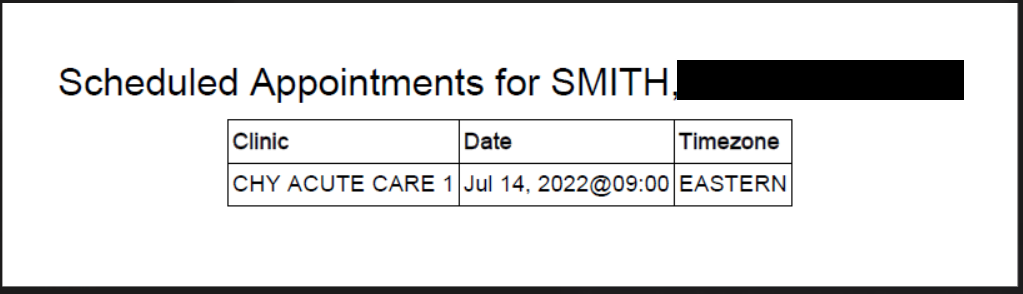 Scheduled Appointments for SMITH,
Clinic Date Timezone
CHY ACUTE CARE 1 Jul 14, 2022@09:00 EASTERN